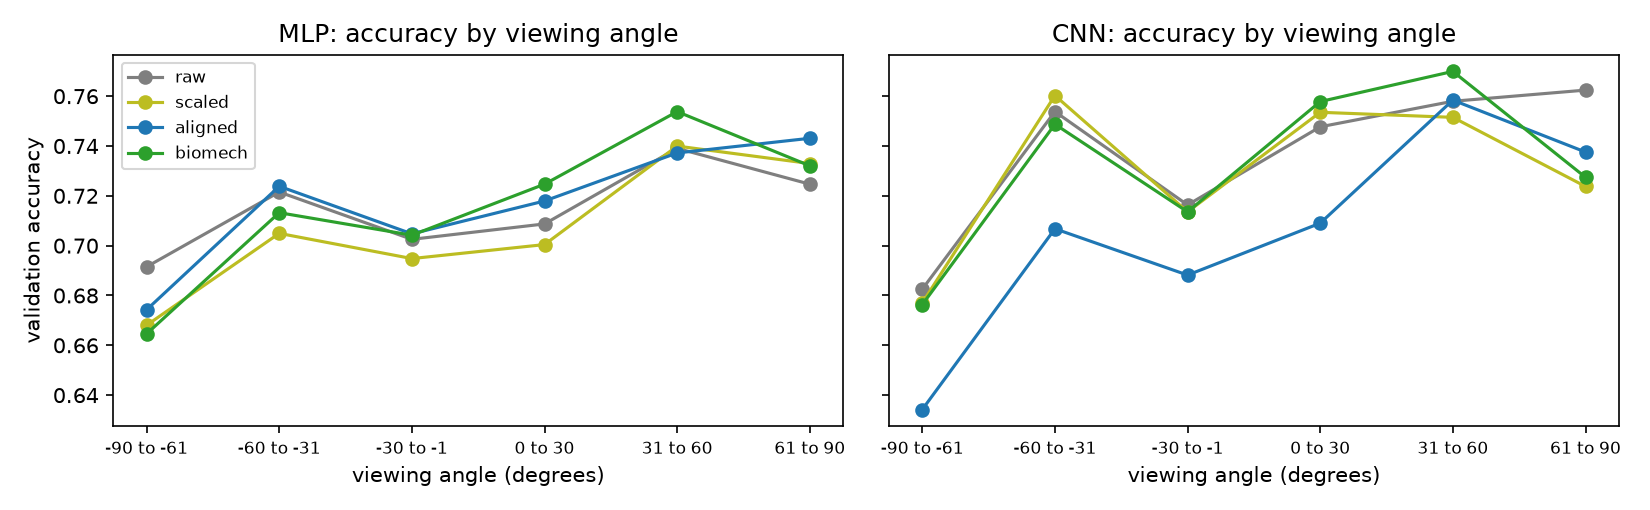 MLP: accuracy by viewing angle
validation accuracy
0.76
0.74
0.72
0.70
0.68
0.66
0.64
raw
scaled
aligned
biomech
-90 to -61
-60 to -31
-30 to -1
0 to 30
31 to 60
61 to 90
viewing angle (degrees)
CNN: accuracy by viewing angle
-90 to -61
-60 to -31
-30 to -1
0 to 30
31 to 60
61 to 90
viewing angle (degrees)